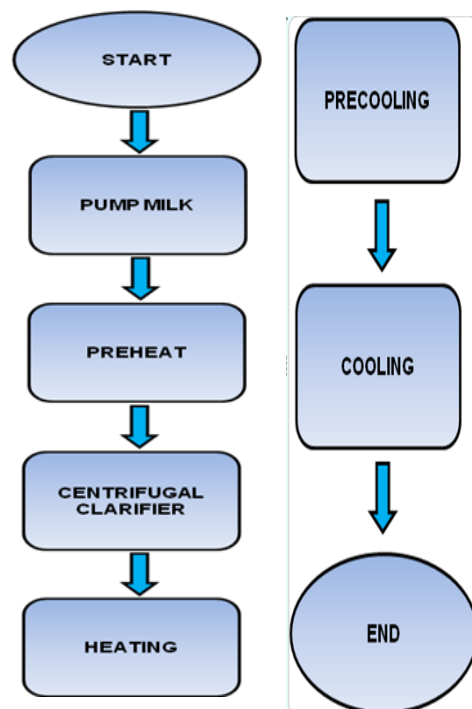 START
PUMP MILK
PREHEAT
CENTRIFUGAL
CLARIFIER
HEATING
PRECOOLING
COOLING
END